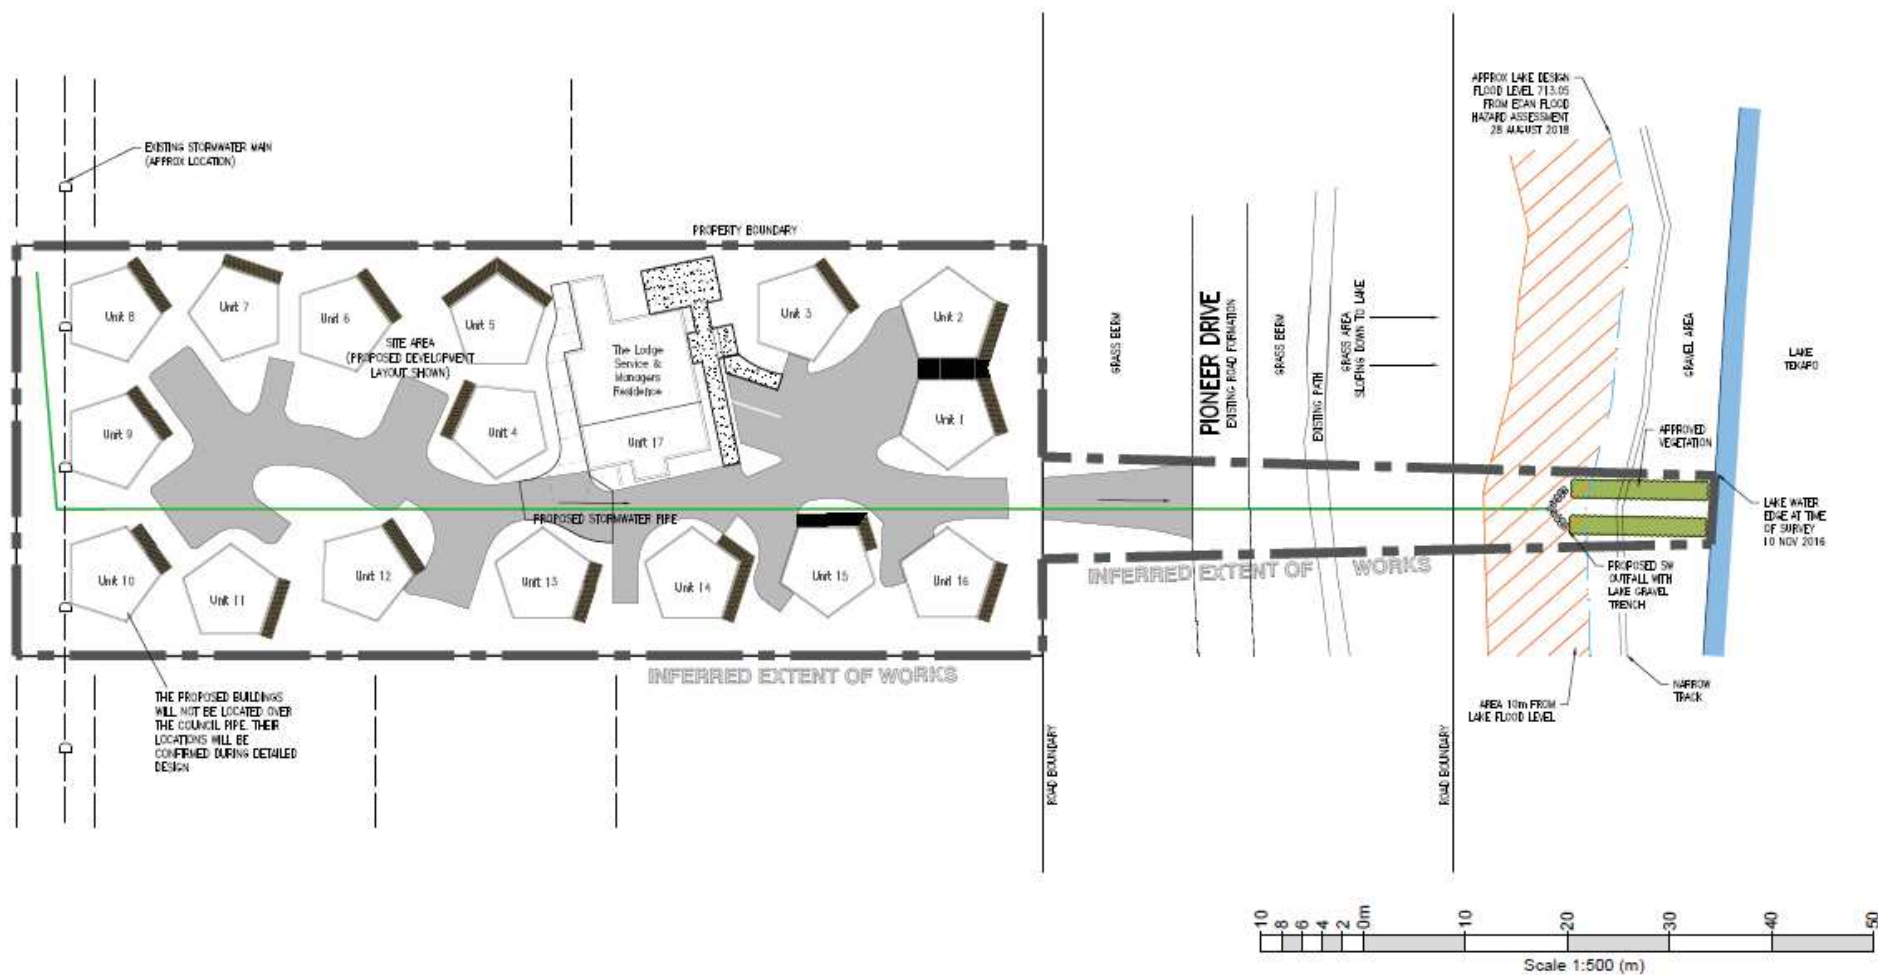 APPROX LAKE DESIGN
FLOOD LEVEL 713.05
FROM ECAN FLOOD
HAZARD ASSESSMENT
28 AUGUST 2018
EXISTING STORMWATER MAIN
(APPROX LOCATION)
PROPERTY BOUNDARY
Unit 8
Unit 7
Unit 6
Unit 5
SITE AREA
(PROPOSED DEVELOPMENT
LAYOUT SHOWN)
The Lodge
Service &
Managers
Residence
Unit 3
Unit 2
Unit 9
Unit 4
Unit 17
Unit 1
GRASS BERM
PIONEER DRIVE
EXISTING ROAD FORMATION
GRASS BERM
EXISTING PATH
GRASS AREA
SLOPING DOWN TO LAKE
GRAVEL AREA
LAKE
TEKAPO
APPROVED
VEGETATION
PROPOSED STORMWATER PIPE
LAKE WATER
EDGE AT TIME
OF SURVEY
10 NOV 2016
Unit 10
Unit 11
Unit 12
Unit 13
Unit 14
Unit 15
Unit 16
INFERRED EXTENT OF WORKS
PROPOSED SW
OUTFALL WITH
LAKE GRAVEL
TRENCH
INFERRED EXTENT OF WORKS
THE PROPOSED BUILDINGS
WILL NOT BE LOCATED OVER
THE COUNCIL PIPE. THEIR
LOCATIONS WILL BE
CONFIRMED DURING DETAILED
DESIGN
NARROW
TRACK
AREA 10m FROM
LAKE FLOOD LEVEL
ROAD BOUNDARY
ROAD BOUNDARY
10 8 6 4 2 0m 10 20 30 40 50
Scale 1:500 (m)